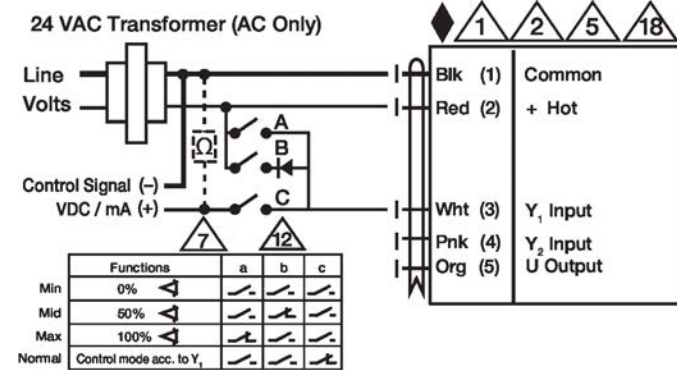 24 VAC Transformer (AC Only)
1 2 5 18
Line
Volts
Blk (1) Common
Red (2) + Hot
A
Ω
B
Control Signal (–)
VDC / mA (+)
C
Wht (3) Y₁ Input
7
12
Pnk (4) Y₂ Input
Org (5) U Output
Functions a b c
Min 0%
Mid 50%
Max 100%
Normal Control mode acc. to Y₁